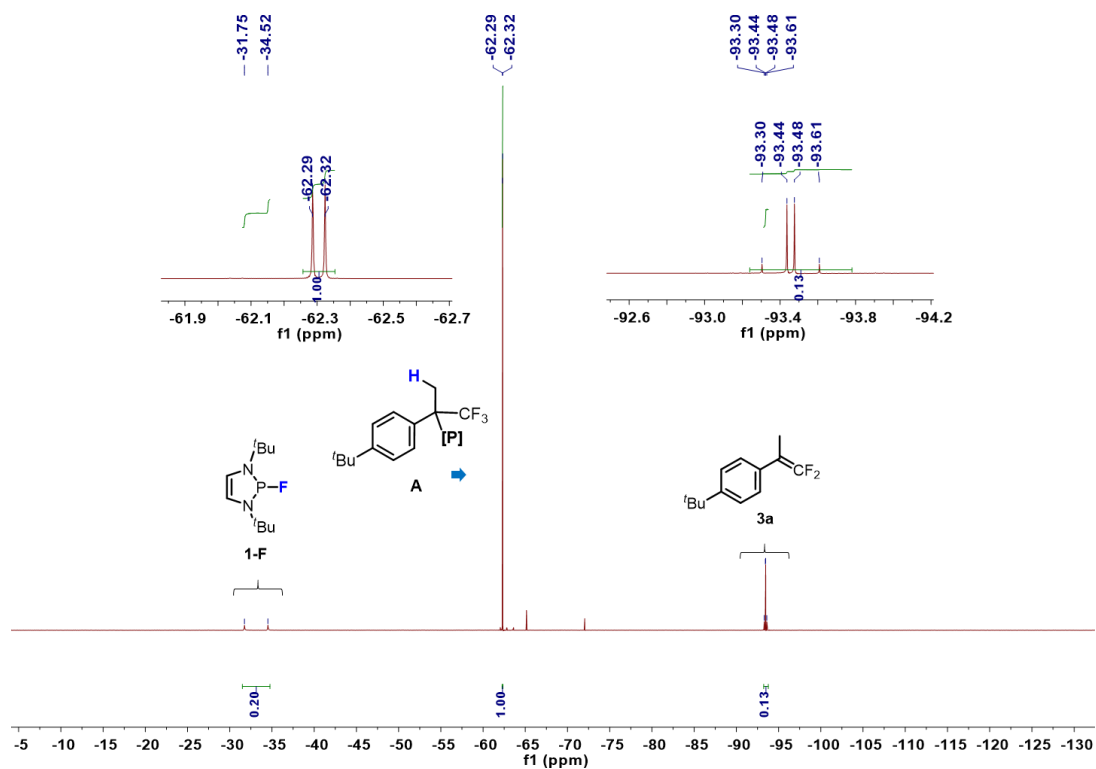 -31.75
-34.52
-62.29
-62.32
-93.30
-93.44
-93.48
-93.61
-62.29
-62.32
1.00
-61.9 -62.1 -62.3 -62.5 -62.7
f1 (ppm)
-93.30
-93.44
-93.48
-93.61
0.13
-92.6 -93.0 -93.4 -93.8 -94.2
f1 (ppm)
H
CF3
[P]
tBu
A
tBu
N
P-F
N
tBu
1-F
CF2
tBu
3a
0.20
1.00
0.13
-5 -10 -15 -20 -25 -30 -35 -40 -45 -50 -55 -60 -65 -70 -75 -80 -85 -90 -95 -100 -105 -110 -115 -120 -125 -130
f1 (ppm)